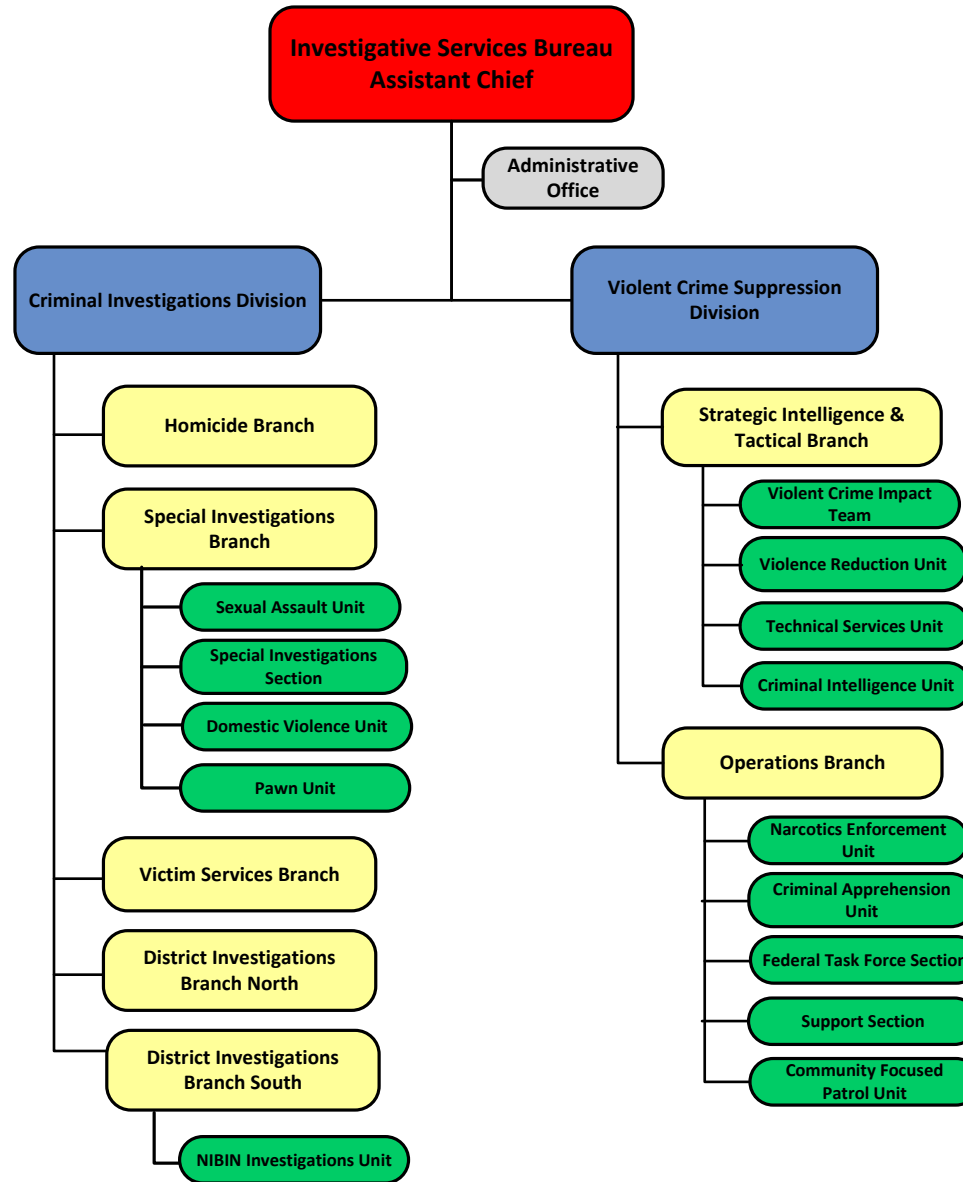 Investigative Services Bureau
Assistant Chief
Administrative
Office
Criminal Investigations Division
Violent Crime Suppression
Division
Homicide Branch
Special Investigations
Branch
Sexual Assault Unit
Special Investigations
Section
Domestic Violence Unit
Pawn Unit
Victim Services Branch
District Investigations
Branch North
District Investigations
Branch South
NIBIN Investigations Unit
Strategic Intelligence &
Tactical Branch
Violent Crime Impact
Team
Violence Reduction Unit
Technical Services Unit
Criminal Intelligence Unit
Operations Branch
Narcotics Enforcement
Unit
Criminal Apprehension
Unit
Federal Task Force Section
Support Section
Community Focused
Patrol Unit